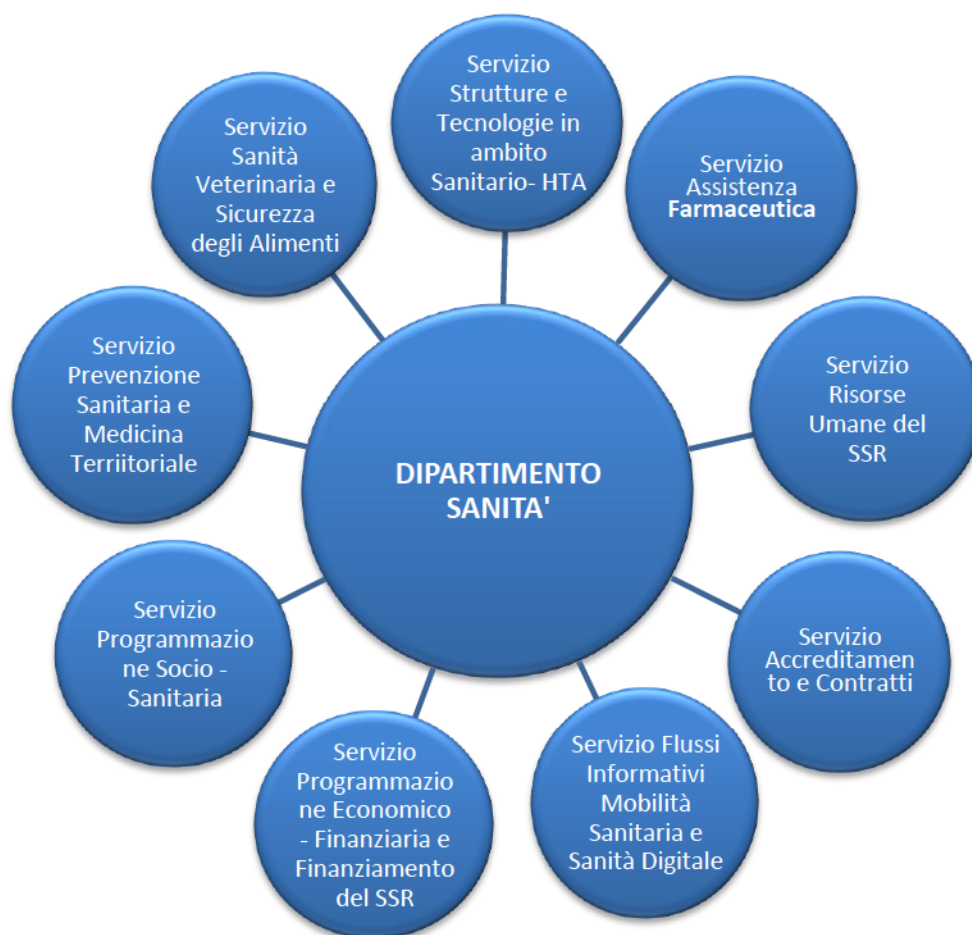 Servizio
Strutture e
Tecnologie in
ambito
Sanitario- HTA
Servizio
Assistenza
Farmaceutica
Servizio
Risorse
Umane del
SSR
Servizio
Accreditamen
to e Contratti
Servizio Flussi
Informativi
Mobilità
Sanitaria e
Sanità Digitale
Servizio
Programmazio
ne Economico
- Finanziaria e
Finanziamento
del SSR
Servizio
Programmazio
ne Socio -
Sanitaria
Servizio
Prevenzione
Sanitaria e
Medicina
Terriitoriale
Servizio
Sanità
Veterinaria e
Sicurezza
degli Alimenti
DIPARTIMENTO
SANITA'